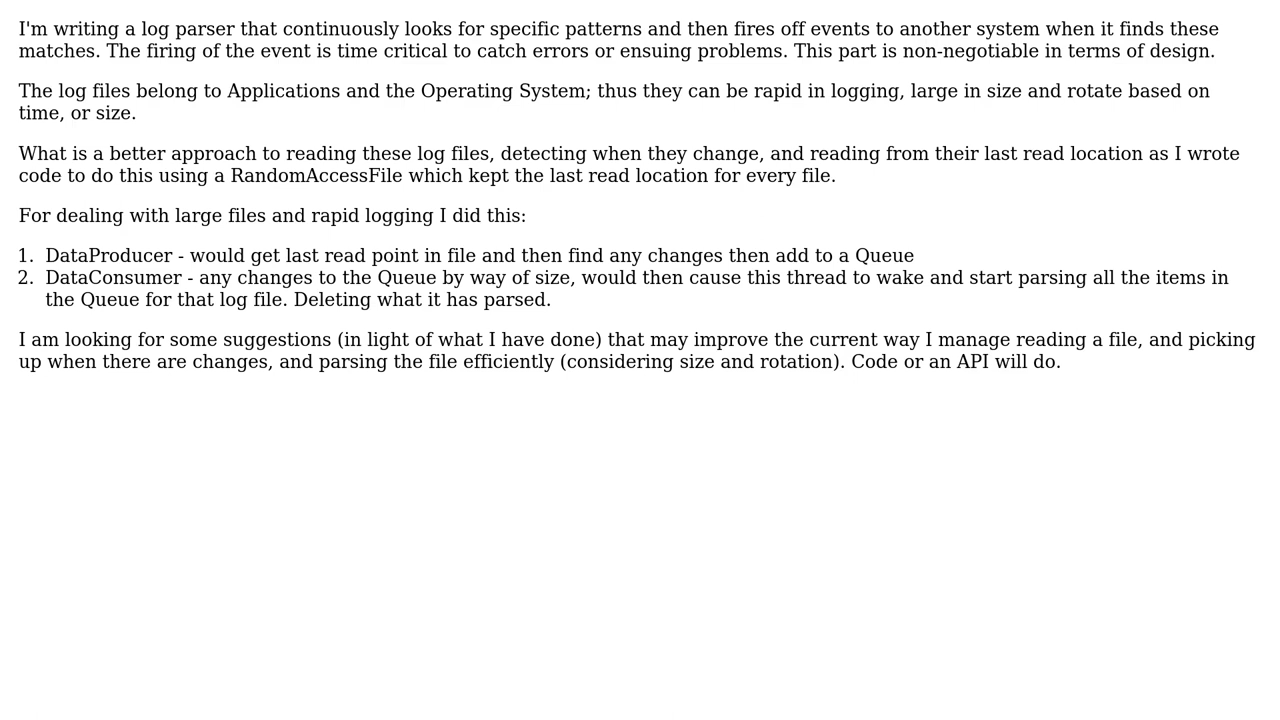 I'm writing a log parser that continuously looks for specific patterns and then fires off events to another system when it finds these
matches. The firing of the event is time critical to catch errors or ensuing problems. This part is non-negotiable in terms of design.
The log files belong to Applications and the Operating System; thus they can be rapid in logging, large in size and rotate based on
time, or size.
What is a better approach to reading these log files, detecting when they change, and reading from their last read location as I wrote
code to do this using a RandomAccessFile which kept the last read location for every file.
For dealing with large files and rapid logging I did this:
1. DataProducer - would get last read point in file and then find any changes then add to a Queue
2. DataConsumer - any changes to the Queue by way of size, would then cause this thread to wake and start parsing all the items in
the Queue for that log file. Deleting what it has parsed.
I am looking for some suggestions (in light of what I have done) that may improve the current way I manage reading a file, and picking
up when there are changes, and parsing the file efficiently (considering size and rotation). Code or an API will do.